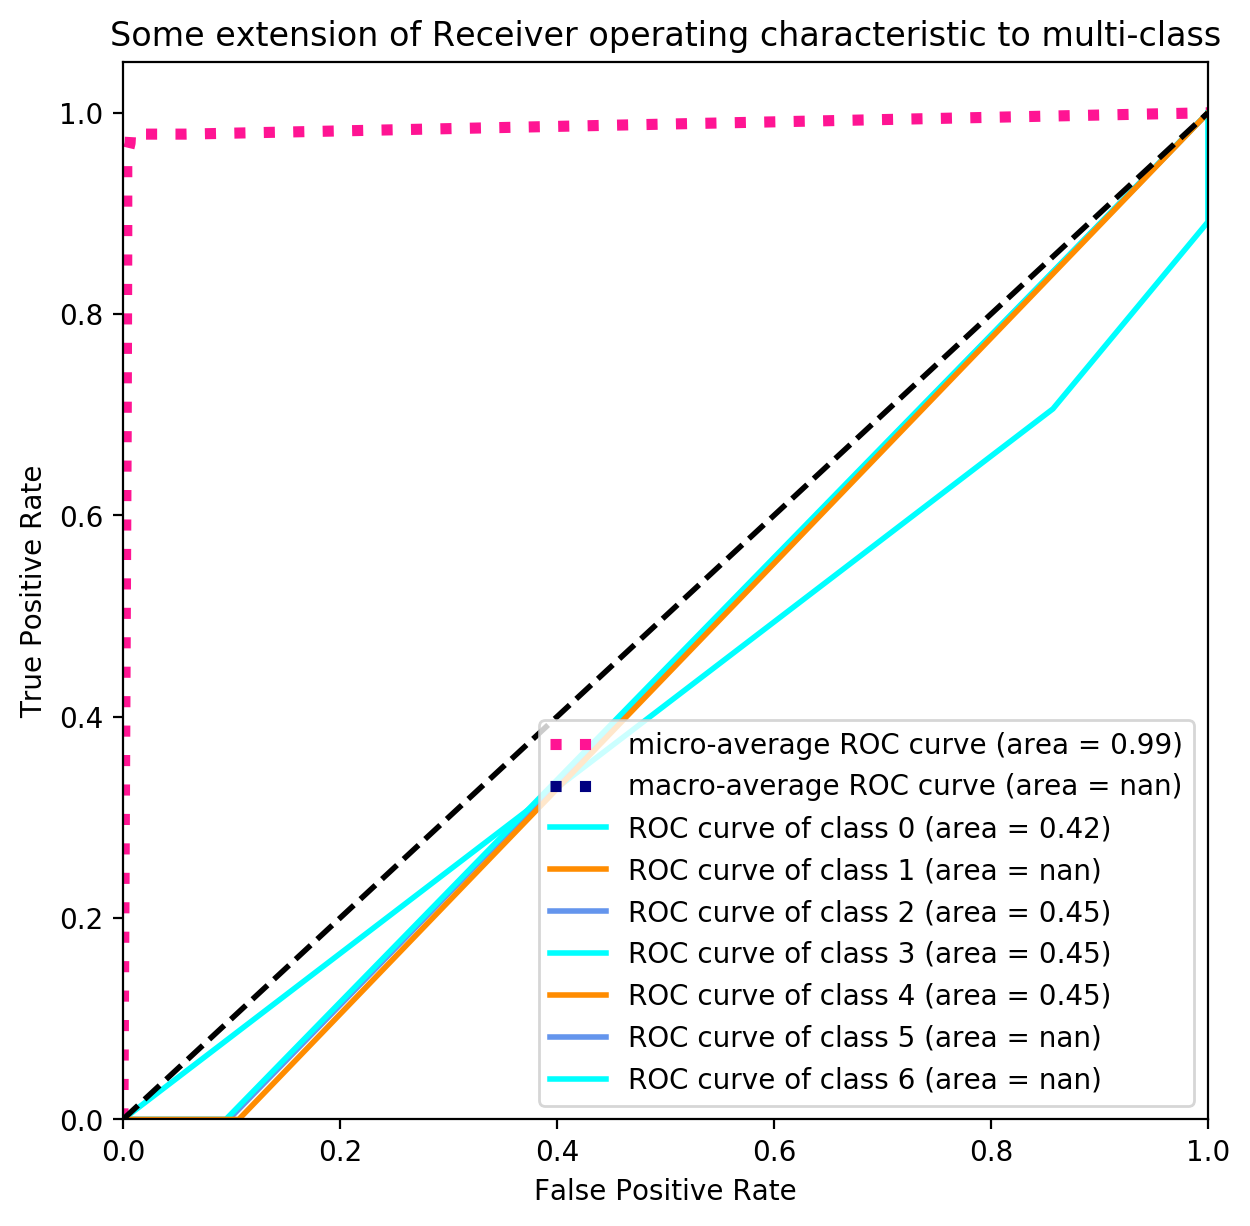 Some extension of Receiver operating characteristic to multi-class
1.0
0.8
0.6
0.4
0.2
0.0
True Positive Rate
micro-average ROC curve (area = 0.99)
macro-average ROC curve (area = nan)
ROC curve of class 0 (area = 0.42)
ROC curve of class 1 (area = nan)
ROC curve of class 2 (area = 0.45)
ROC curve of class 3 (area = 0.45)
ROC curve of class 4 (area = 0.45)
ROC curve of class 5 (area = nan)
ROC curve of class 6 (area = nan)
0.0 0.2 0.4 0.6 0.8 1.0
False Positive Rate